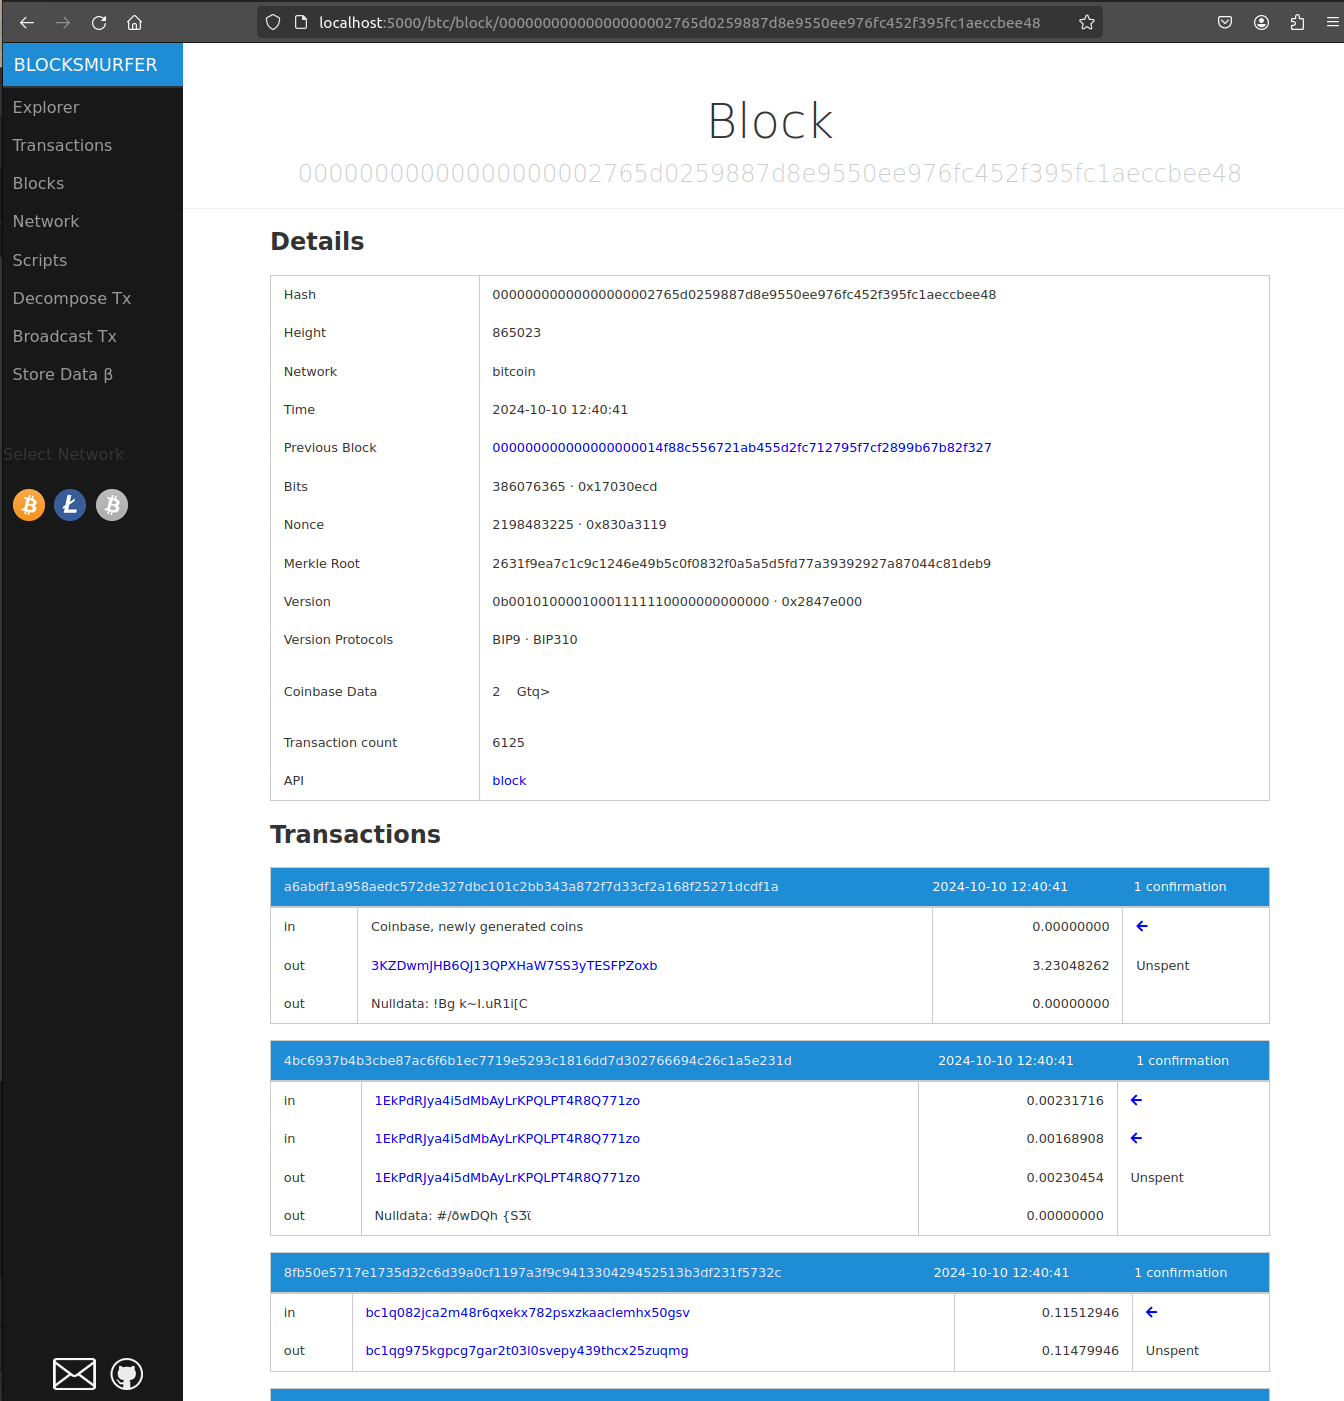 localhost:5000/btc/block/00000000000000000002765d0259887d8e9550ee976fc452f395fc1aeccbee48
BLOCKSMURFER
Explorer
Transactions
Blocks
Network
Scripts
Decompose Tx
Broadcast Tx
Store Data β
Select Network
Block
00000000000000000002765d0259887d8e9550ee976fc452f395fc1aeccbee48
Details
Hash 00000000000000000002765d0259887d8e9550ee976fc452f395fc1aeccbee48
Height 865023
Network bitcoin
Time 2024-10-10 12:40:41
Previous Block 000000000000000000014f88c556721ab455d2fc712795f7cf2899b67b82f327
Bits 386076365 · 0x17030ecd
Nonce 2198483225 · 0x830a3119
Merkle Root 2631f9ea7c1c9c1246e49b5c0f0832f0a5a5d5fd77a39392927a87044c81deb9
Version 0b00101000010001111110000000000000 · 0x2847e000
Version Protocols BIP9 · BIP310
Coinbase Data 2 Gtq>
Transaction count 6125
API block
Transactions
a6abdf1a958aedc572de327dbc101c2bb343a872f7d33cf2a168f25271dcdf1a 2024-10-10 12:40:41 1 confirmation
in Coinbase, newly generated coins 0.00000000
out 3KZDwmJHB6QJ13QPXHaW7SS3yTESFPZoxb 3.23048262 Unspent
out Nulldata: !Bg k~I.uR1i[C 0.00000000
4bc6937b4b3cbe87ac6f6b1ec7719e5293c1816dd7d302766694c26c1a5e231d 2024-10-10 12:40:41 1 confirmation
in 1EkPdRJya4i5dMbAyLrKPQLPT4R8Q771zo 0.00231716
in 1EkPdRJya4i5dMbAyLrKPQLPT4R8Q771zo 0.00168908
out 1EkPdRJya4i5dMbAyLrKPQLPT4R8Q771zo 0.00230454 Unspent
out Nulldata: #/δwDQh {SƷῒ 0.00000000
8fb50e5717e1735d32c6d39a0cf1197a3f9c941330429452513b3df231f5732c 2024-10-10 12:40:41 1 confirmation
in bc1q082jca2m48r6qxekx782psxzkaaclemhx50gsv 0.11512946
out bc1qg975kgpcg7gar2t03l0svepy439thcx25zuqmg 0.11479946 Unspent